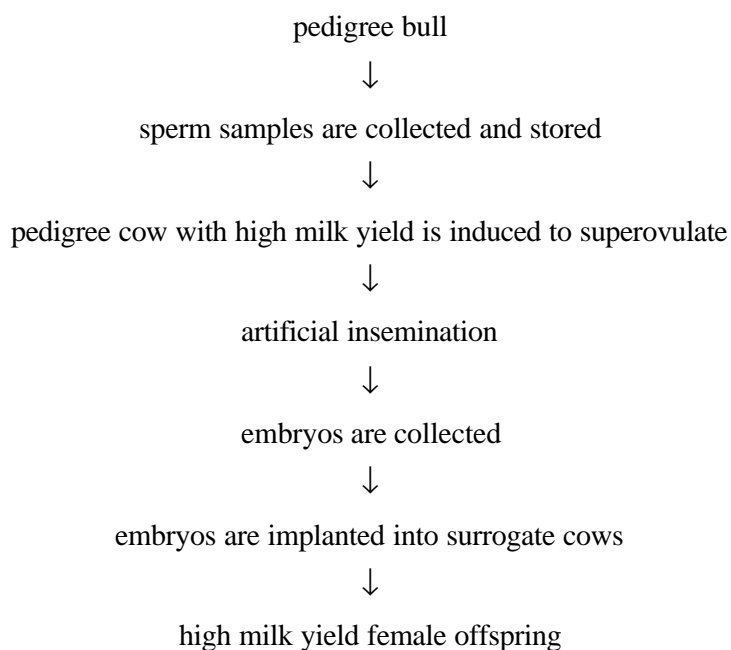 pedigree bull
↓
sperm samples are collected and stored
↓
pedigree cow with high milk yield is induced to superovulate
↓
artificial insemination
↓
embryos are collected
↓
embryos are implanted into surrogate cows
↓
high milk yield female offspring